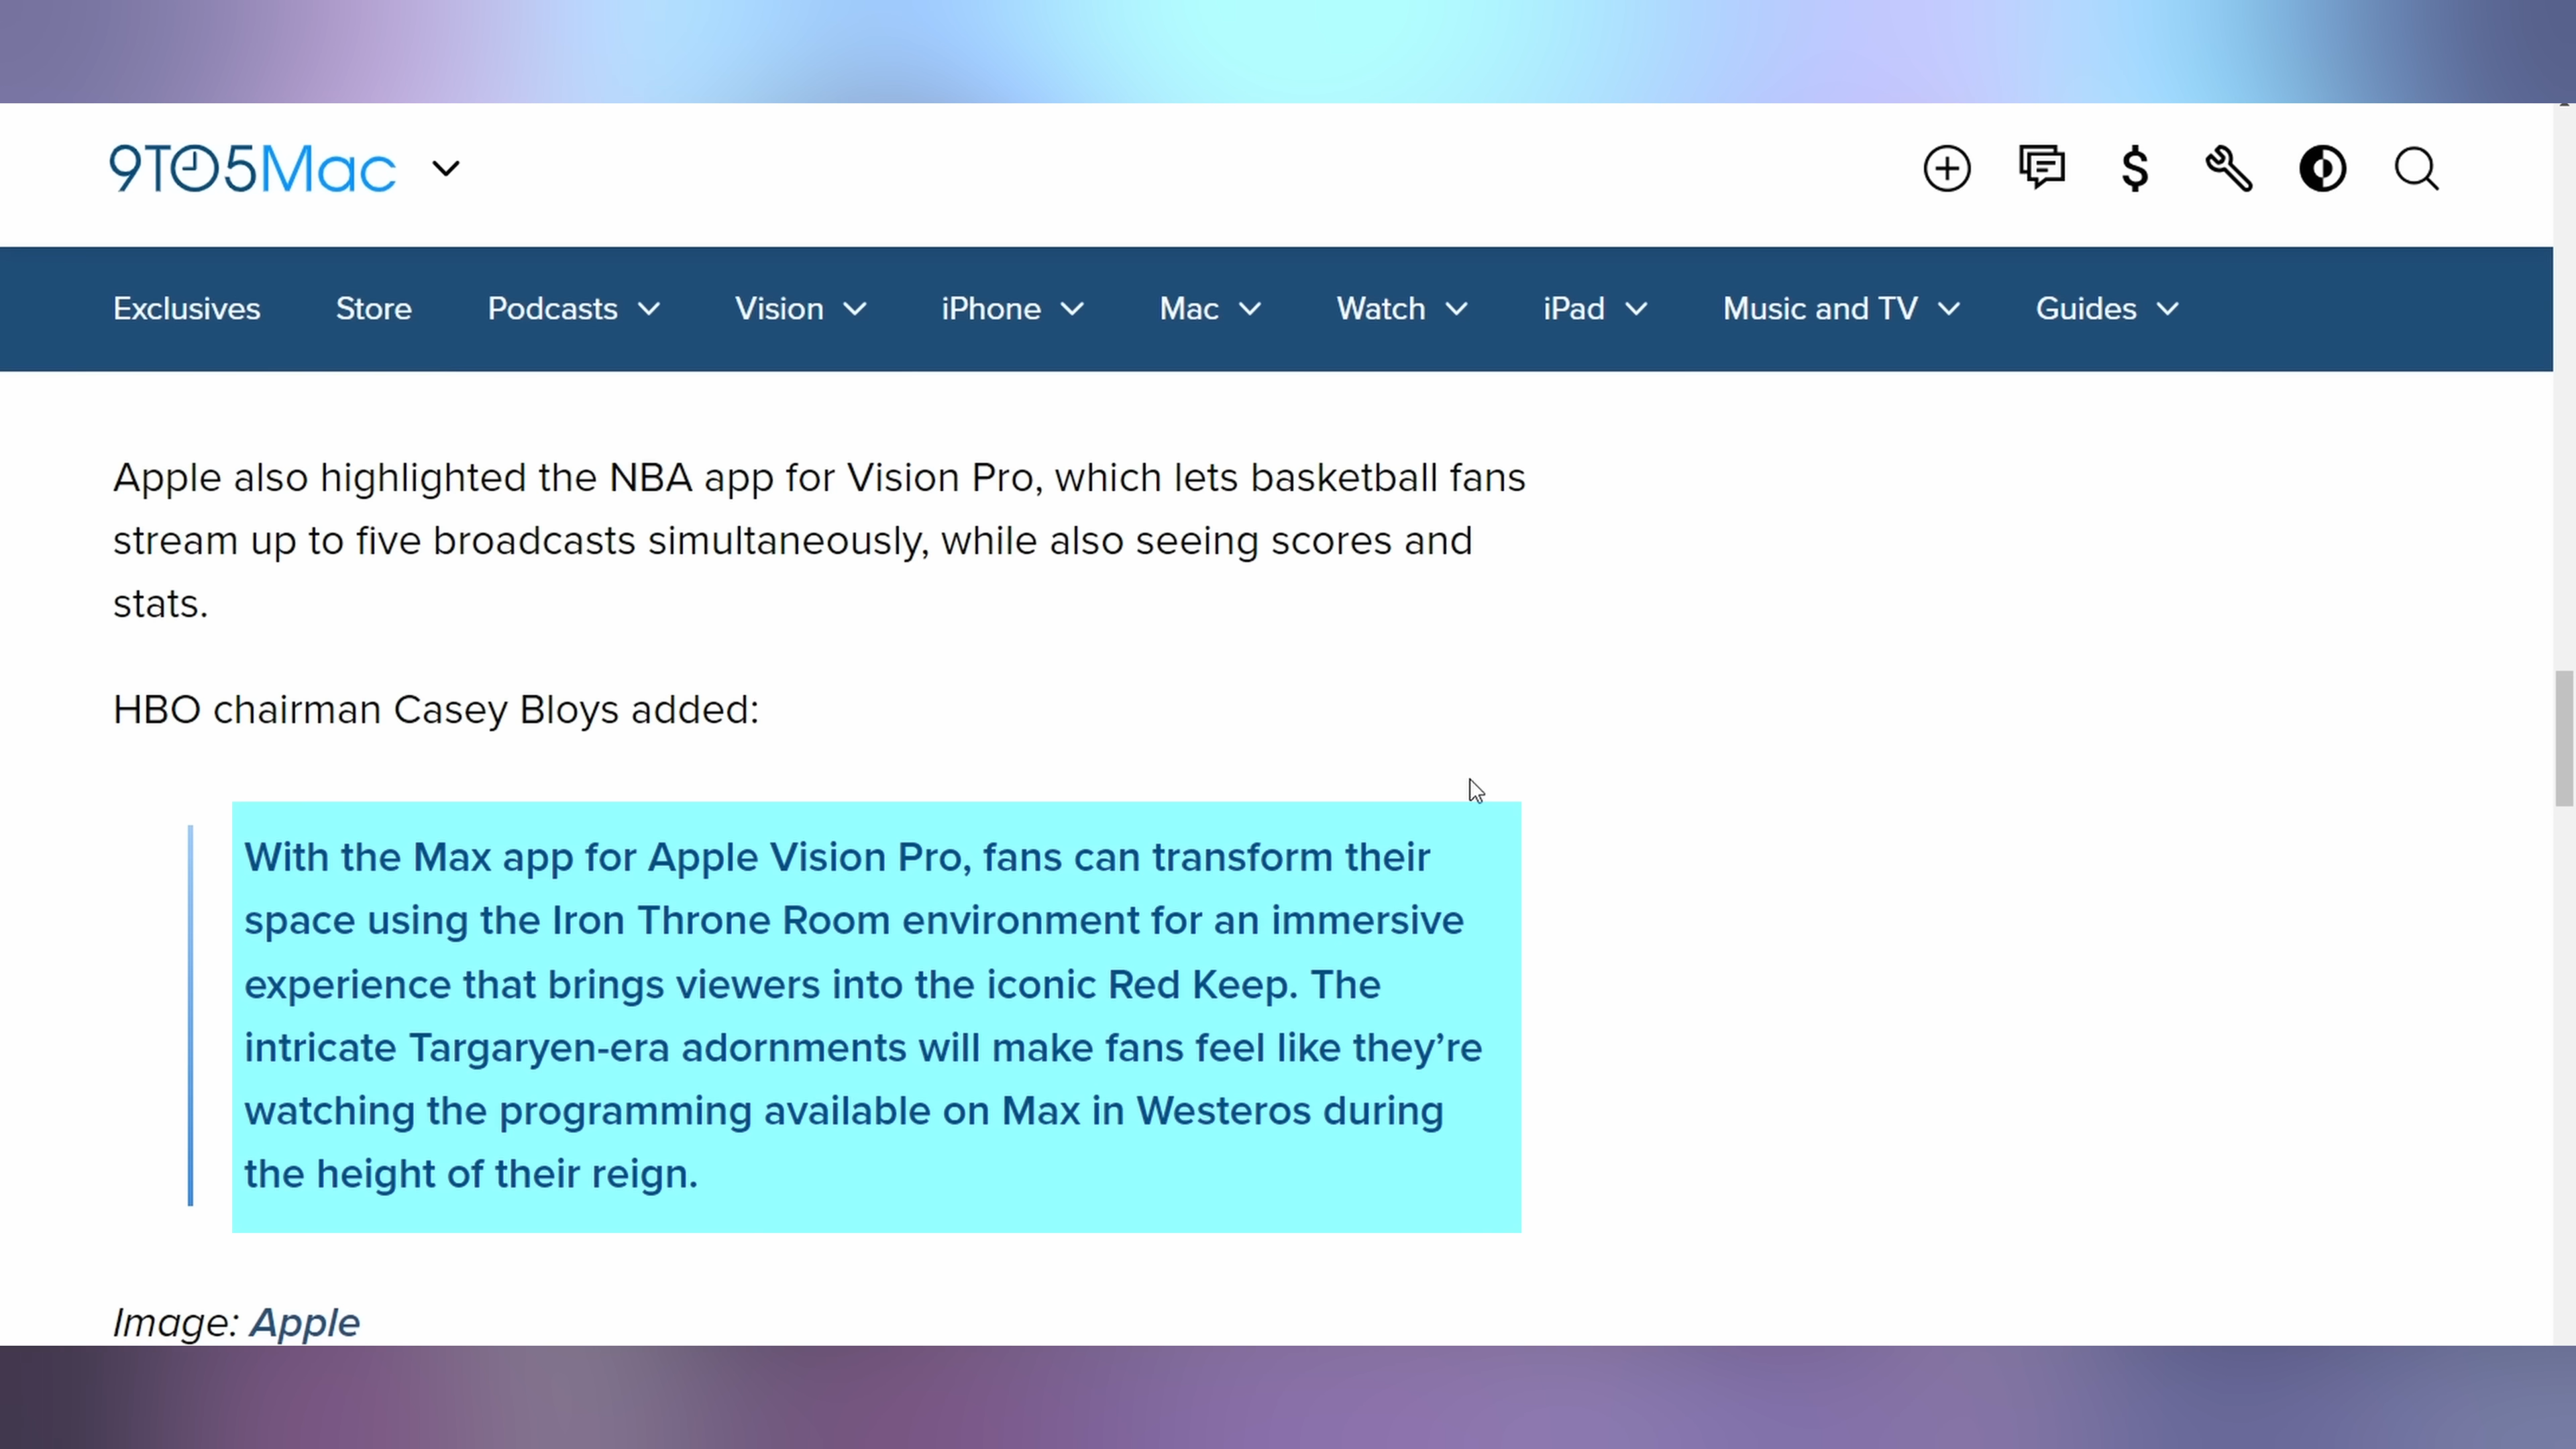 9TO5Mac
Exclusives Store Podcasts Vision iPhone Mac Watch iPad Music and TV Guides
Apple also highlighted the NBA app for Vision Pro, which lets basketball fans
stream up to five broadcasts simultaneously, while also seeing scores and
stats.
HBO chairman Casey Bloys added:
With the Max app for Apple Vision Pro, fans can transform their
space using the Iron Throne Room environment for an immersive
experience that brings viewers into the iconic Red Keep. The
intricate Targaryen-era adornments will make fans feel like they’re
watching the programming available on Max in Westeros during
the height of their reign.
Image: Apple